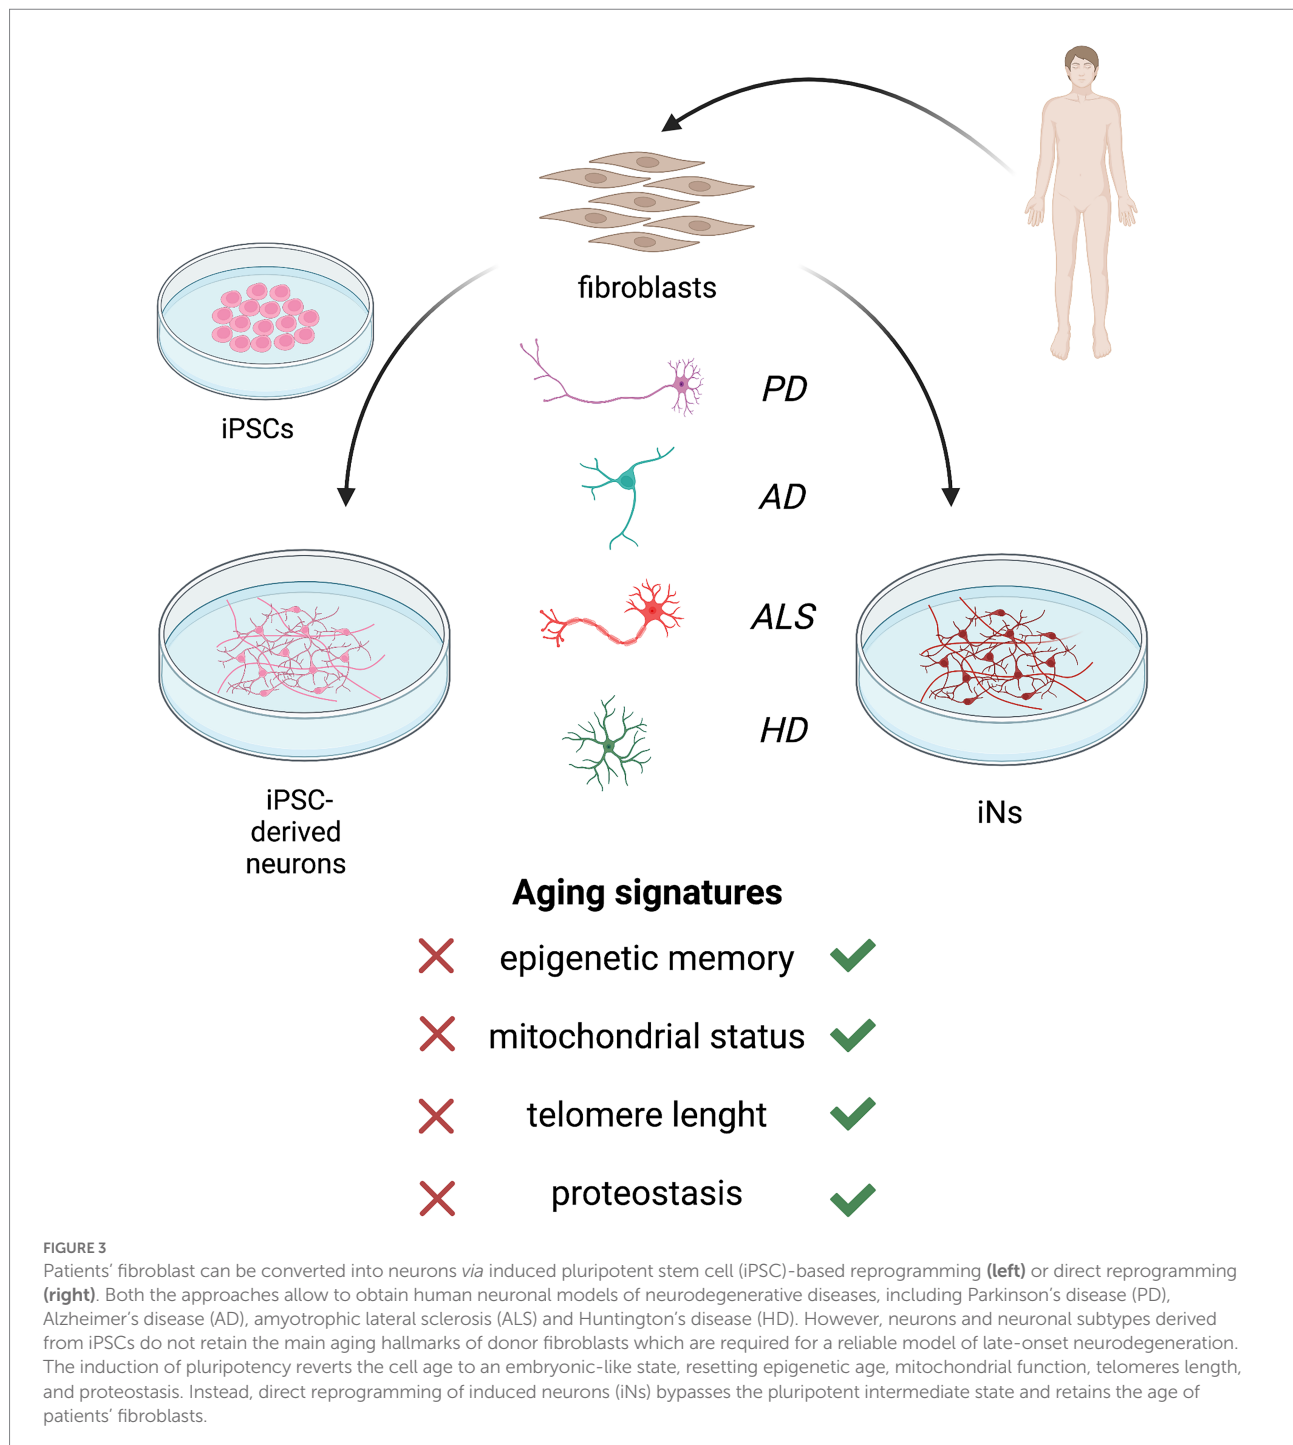 fibroblasts
iPSCs
PD
AD
ALS
HD
iPSC-
derived
neurons
iNs
Aging signatures
epigenetic memory
mitochondrial status
telomere lenght
proteostasis
FIGURE 3
Patients’ fibroblast can be converted into neurons via induced pluripotent stem cell (iPSC)-based reprogramming (left) or direct reprogramming
(right). Both the approaches allow to obtain human neuronal models of neurodegenerative diseases, including Parkinson’s disease (PD),
Alzheimer’s disease (AD), amyotrophic lateral sclerosis (ALS) and Huntington’s disease (HD). However, neurons and neuronal subtypes derived
from iPSCs do not retain the main aging hallmarks of donor fibroblasts which are required for a reliable model of late-onset neurodegeneration.
The induction of pluripotency reverts the cell age to an embryonic-like state, resetting epigenetic age, mitochondrial function, telomeres length,
and proteostasis. Instead, direct reprogramming of induced neurons (iNs) bypasses the pluripotent intermediate state and retains the age of
patients’ fibroblasts.